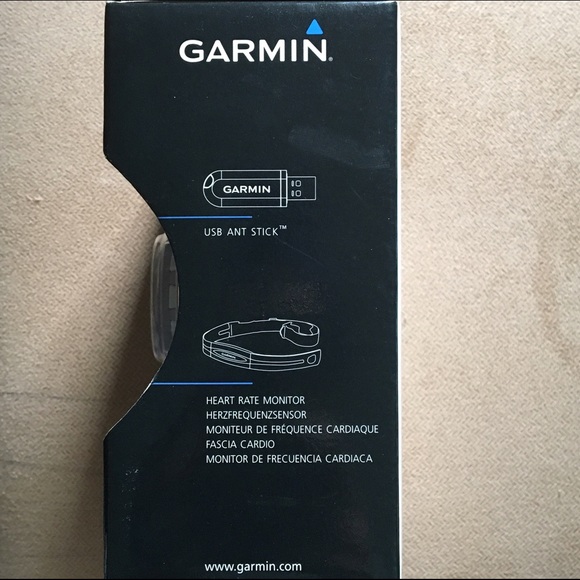 GARMIN®
GARMIN
USB ANT STICK™
HEART RATE MONITOR
HERZFREQUENZSENSOR
MONITEUR DE FRÉQUENCE CARDIAQUE
FASCIA CARDIO
MONITOR DE FRECUENCIA CARDIACA
www.garmin.com